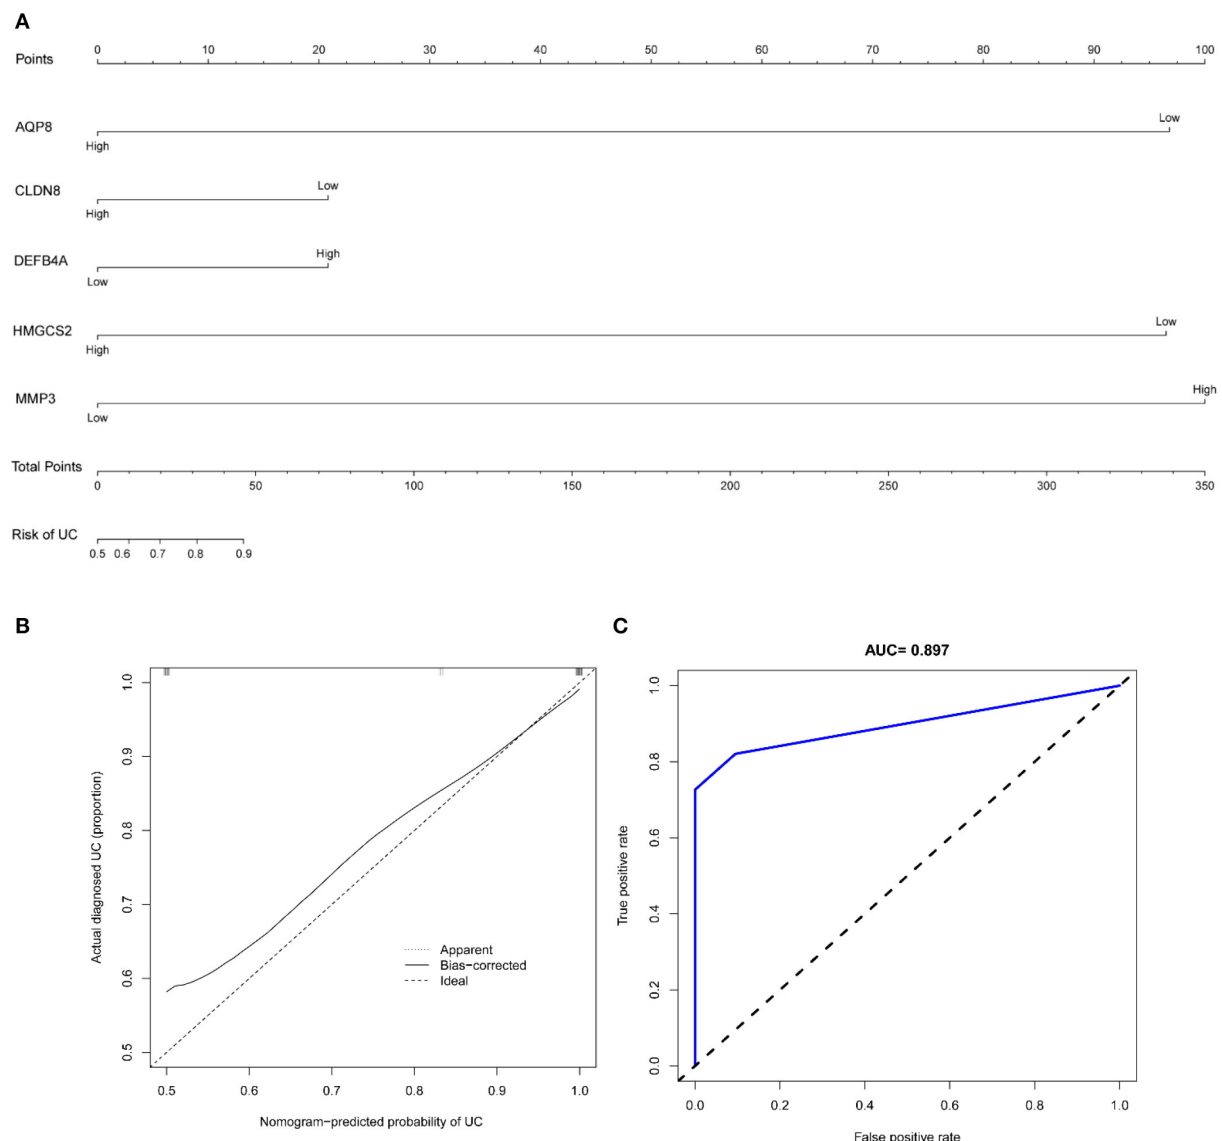 A
Points
0 10 20 30 40 50 60 70 80 90 100
AQP8
Low
High
CLDN8
Low
High
DEFB4A
High
Low
HMGCS2
Low
High
MMP3
High
Low
Total Points
0 50 100 150 200 250 300 350
Risk of UC
0.5 0.6 0.7 0.8 0.9
B
Actual diagnosed UC (proportion)
1.0
0.9
0.8
0.7
0.6
0.5
Apparent
Bias-corrected
Ideal
0.5 0.6 0.7 0.8 0.9 1.0
Nomogram-predicted probability of UC
C
AUC= 0.897
True positive rate
1.0
0.8
0.6
0.4
0.2
0.0
0.0 0.2 0.4 0.6 0.8 1.0
False positive rate